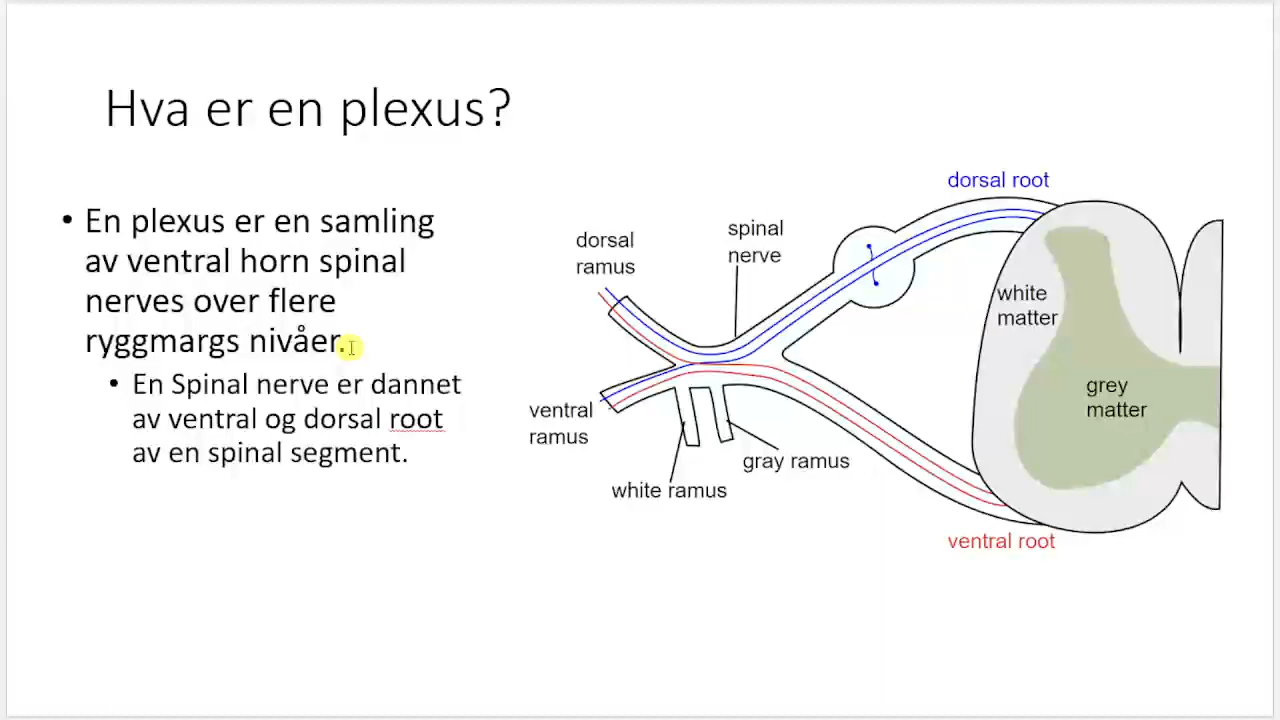 Hva er en plexus?
• En plexus er en samling
av ventral horn spinal
nerves over flere
ryggmargs nivåer.
• En Spinal nerve er dannet
av ventral og dorsal root
av en spinal segment.
dorsal root
spinal
nerve
dorsal
ramus
white
matter
grey
matter
ventral
ramus
gray ramus
white ramus
ventral root